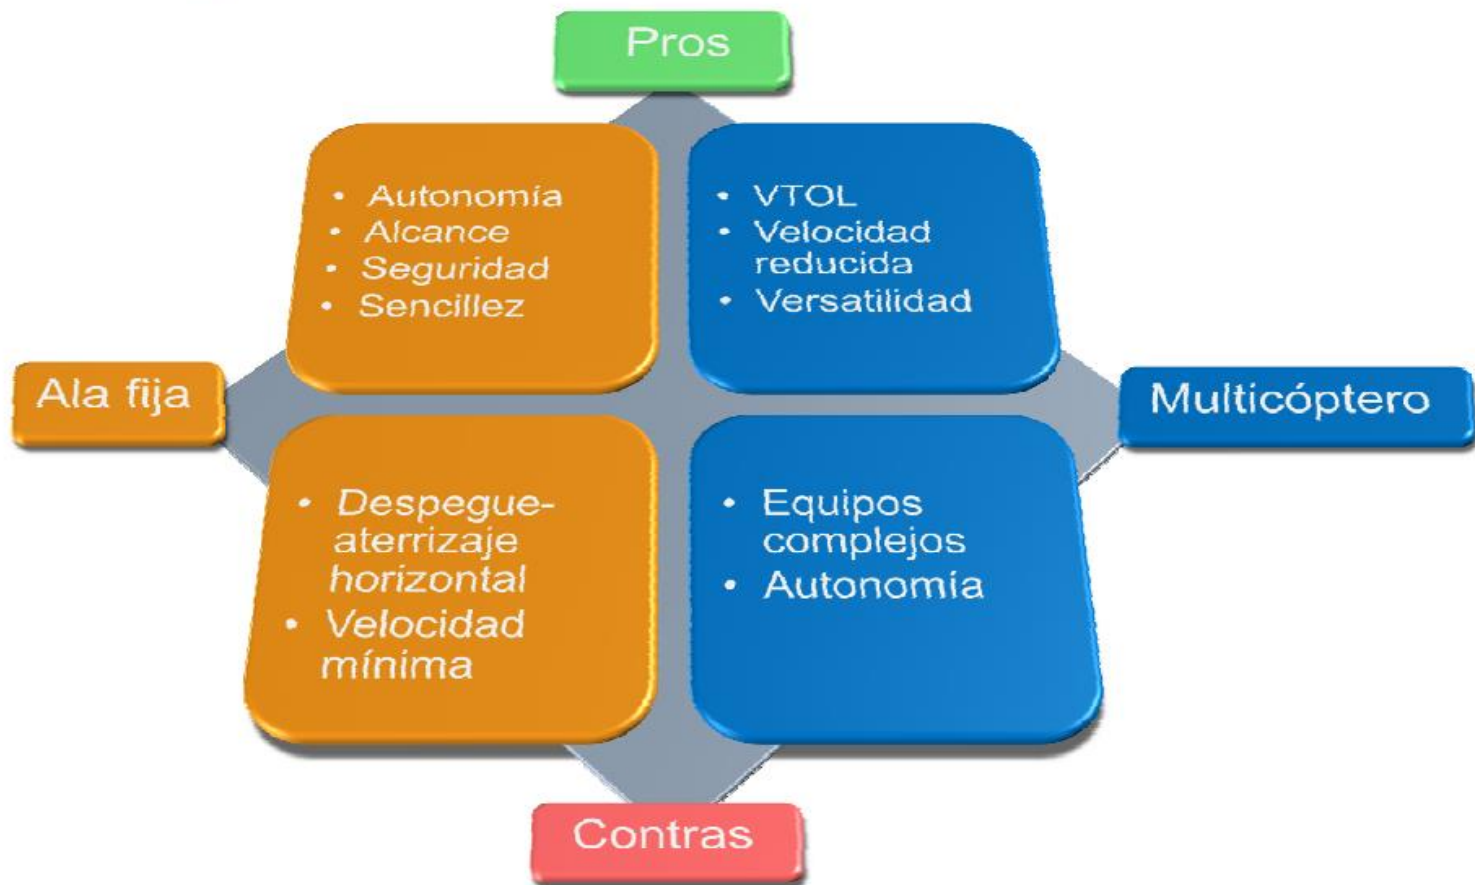 Pros
• Autonomía
• Alcance
• Seguridad
• Sencillez
• VTOL
• Velocidad
reducida
• Versatilidad
Ala fija
Multicóptero
• Despegue-
aterrizaje
horizontal
• Velocidad
mínima
• Equipos
complejos
• Autonomía
Contras